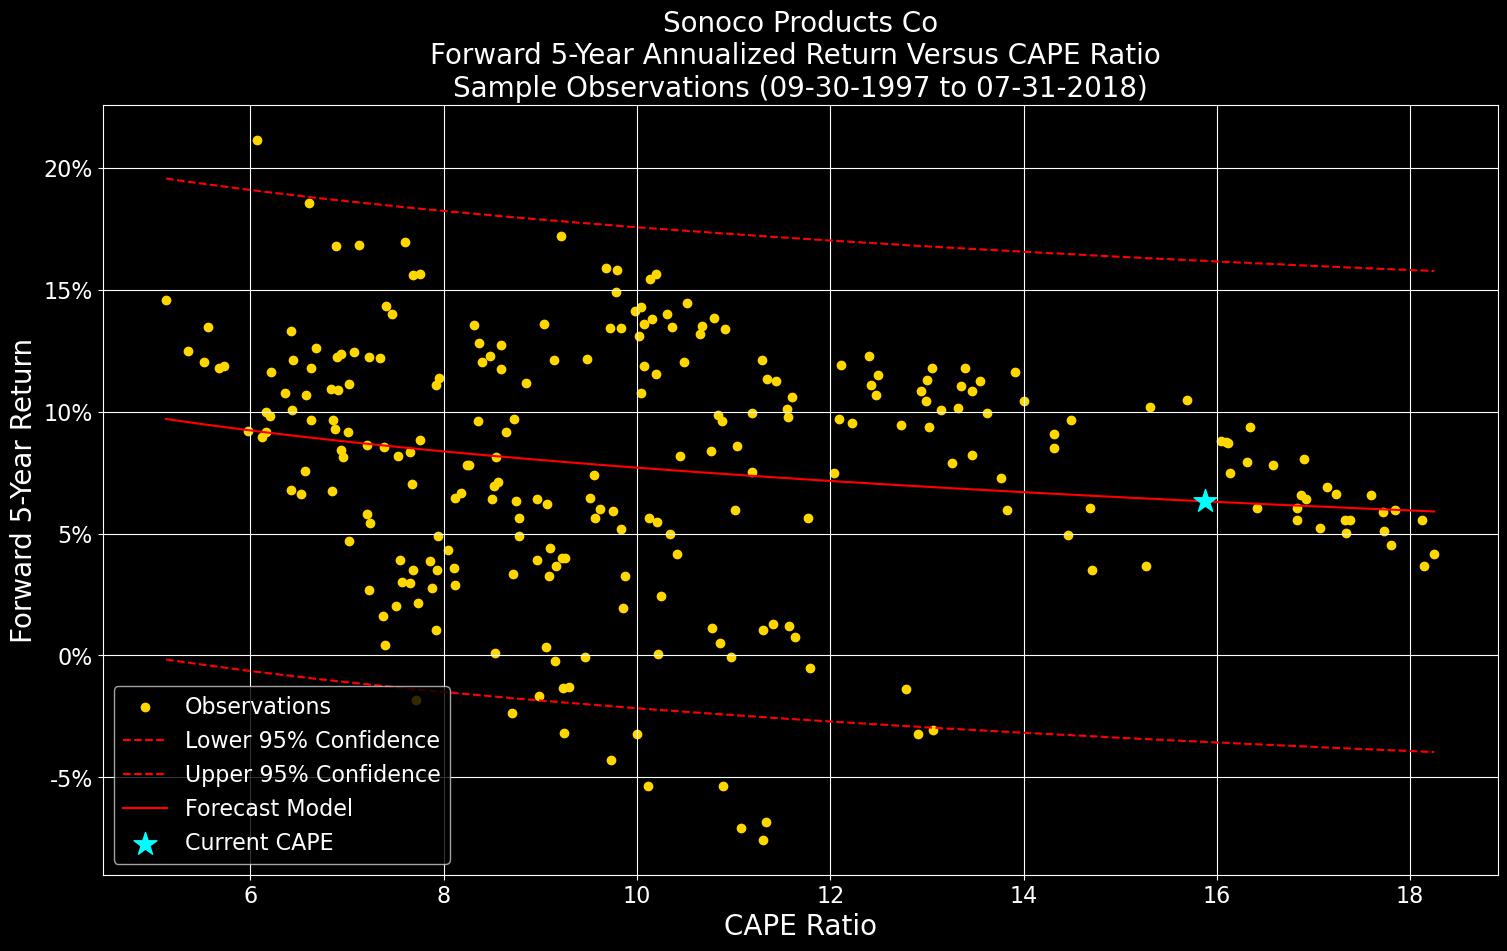 Sonoco Products Co
Forward 5-Year Annualized Return Versus CAPE Ratio
Sample Observations (09-30-1997 to 07-31-2018)
Forward 5-Year Return
20%
15%
10%
5%
0%
-5%
Observations
Lower 95% Confidence
Upper 95% Confidence
Forecast Model
Current CAPE
6 8 10 12 14 16 18
CAPE Ratio